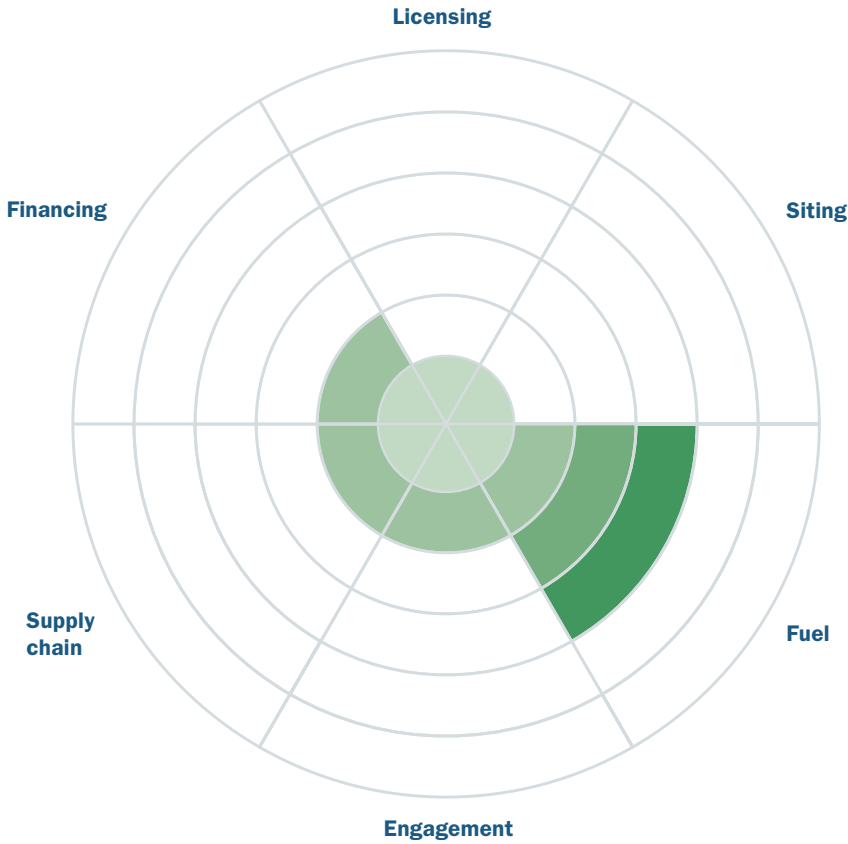 Licensing
Financing
Siting
Supply
chain
Fuel
Engagement